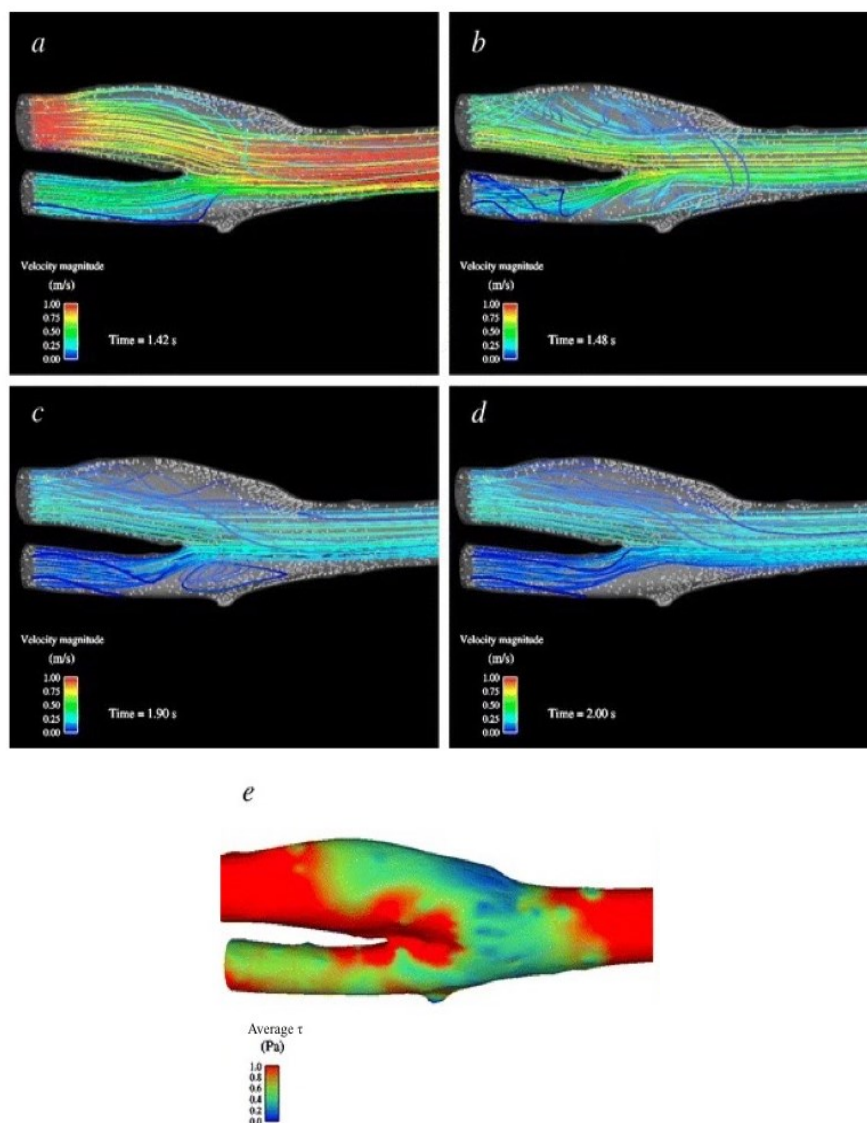 a
Velocity magnitude
(m/s)
1.00
0.75
0.50
0.25
0.00
Time = 1.42 s
b
Velocity magnitude
(m/s)
1.00
0.75
0.50
0.25
0.00
Time = 1.48 s
c
Velocity magnitude
(m/s)
1.00
0.75
0.50
0.25
0.00
Time = 1.90 s
d
Velocity magnitude
(m/s)
1.00
0.75
0.50
0.25
0.00
Time = 2.00 s
e
Average τ
(Pa)
1.0
0.8
0.6
0.4
0.2
0.0